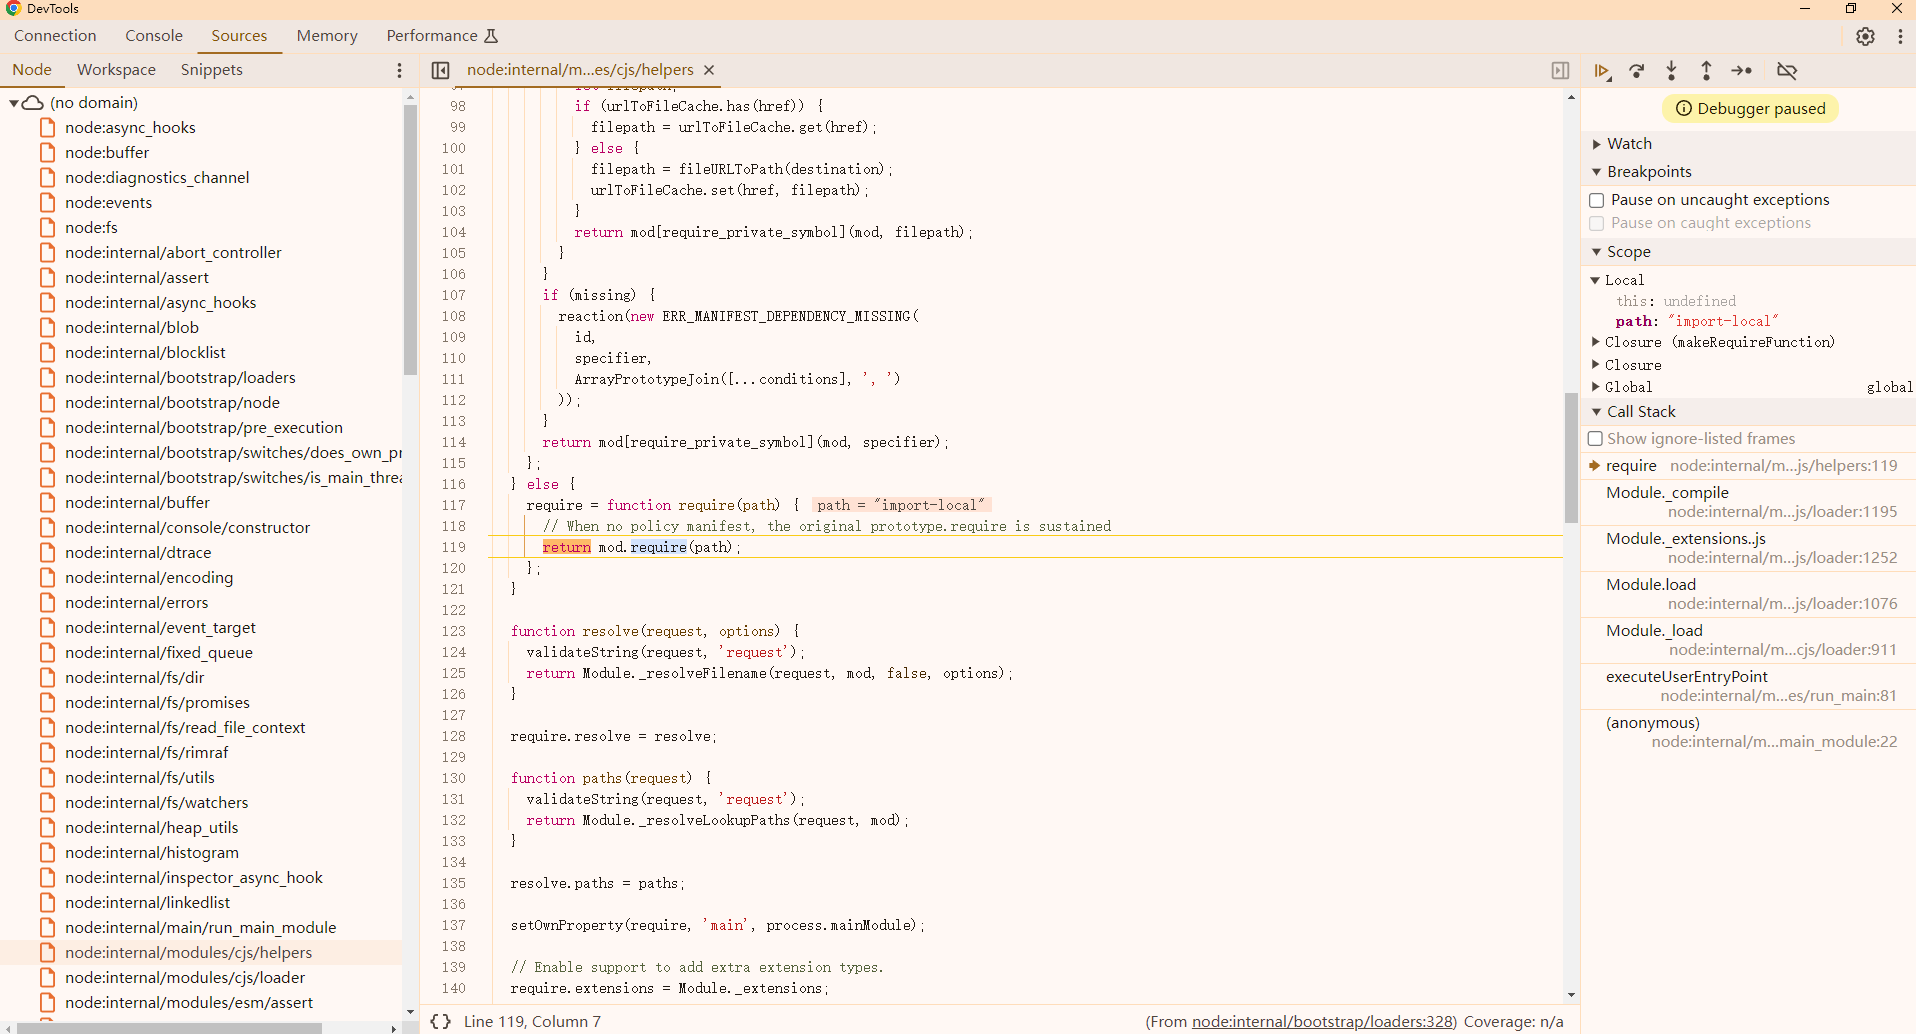 DevTools
Connection Console Sources Memory Performance
Node Workspace Snippets
node:internal/m...es/cjs/helpers
(no domain)
node:async_hooks
node:buffer
node:diagnostics_channel
node:events
node:fs
node:internal/abort_controller
node:internal/assert
node:internal/async_hooks
node:internal/blob
node:internal/blocklist
node:internal/bootstrap/loaders
node:internal/bootstrap/node
node:internal/bootstrap/pre_execution
node:internal/bootstrap/switches/does_own_pr
node:internal/bootstrap/switches/is_main_threa
node:internal/buffer
node:internal/console/constructor
node:internal/dtrace
node:internal/encoding
node:internal/errors
node:internal/event_target
node:internal/fixed_queue
node:internal/fs/dir
node:internal/fs/promises
node:internal/fs/read_file_context
node:internal/fs/rimraf
node:internal/fs/utils
node:internal/fs/watchers
node:internal/heap_utils
node:internal/histogram
node:internal/inspector_async_hook
node:internal/linkedlist
node:internal/main/run_main_module
node:internal/modules/cjs/helpers
node:internal/modules/cjs/loader
node:internal/modules/esm/assert
98 if (urlToFileCache.has(href)) {
99 filepath = urlToFileCache.get(href);
100 } else {
101 filepath = fileURLToPath(destination);
102 urlToFileCache.set(href, filepath);
103 }
104 return mod[require_private_symbol](mod, filepath);
105 }
106 }
107 if (missing) {
108 reaction(new ERR_MANIFEST_DEPENDENCY_MISSING(
109 id,
110 specifier,
111 ArrayPrototypeJoin([...conditions], ', ')
112 ));
113 }
114 return mod[require_private_symbol](mod, specifier);
115 };
116 } else {
117 require = function require(path) { path = "import-local"
118 // When no policy manifest, the original prototype.require is sustained
119 return mod.require(path);
120 };
121 }
122
123 function resolve(request, options) {
124 validateString(request, 'request');
125 return Module._resolveFilename(request, mod, false, options);
126 }
127
128 require.resolve = resolve;
129
130 function paths(request) {
131 validateString(request, 'request');
132 return Module._resolveLookupPaths(request, mod);
133 }
134
135 resolve.paths = paths;
136
137 setOwnProperty(require, 'main', process.mainModule);
138
139 // Enable support to add extra extension types.
140 require.extensions = Module._extensions;
{} Line 119, Column 7
(From node:internal/bootstrap/loaders:328) Coverage: n/a
Debugger paused
Watch
Breakpoints
Pause on uncaught exceptions
Pause on caught exceptions
Scope
Local
this: undefined
path: "import-local"
Closure (makeRequireFunction)
Closure
Global global
Call Stack
Show ignore-listed frames
require node:internal/m...js/helpers:119
Module._compile
node:internal/m...js/loader:1195
Module._extensions..js
node:internal/m...js/loader:1252
Module.load
node:internal/m...js/loader:1076
Module._load
node:internal/m...cjs/loader:911
executeUserEntryPoint
node:internal/m...es/run_main:81
(anonymous)
node:internal/m...main_module:22